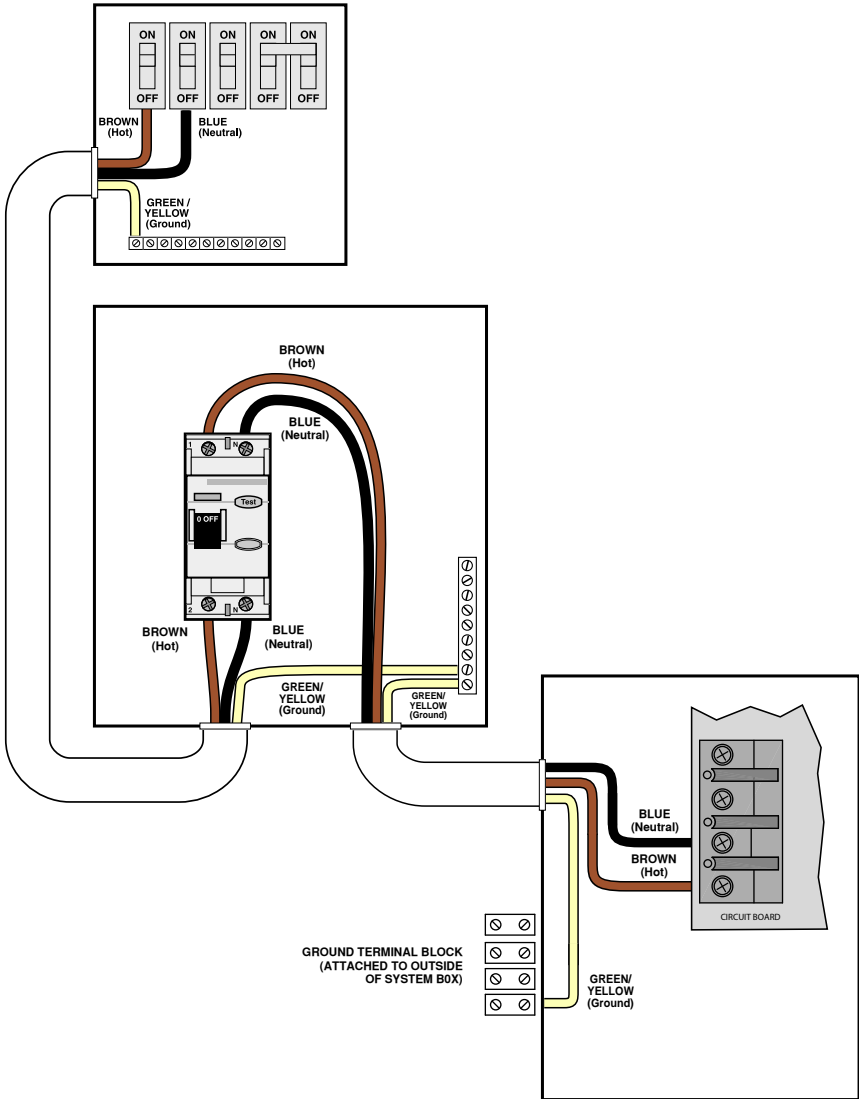 ON ON ON ON ON
OFF OFF OFF OFF OFF
BROWN
(Hot)
BLUE
(Neutral)
GREEN /
YELLOW
(Ground)
BROWN
(Hot)
BLUE
(Neutral)
1 N
Test
0 OFF
2 N
BROWN
(Hot)
BLUE
(Neutral)
GREEN/
YELLOW
(Ground)
GREEN/
YELLOW
(Ground)
BLUE
(Neutral)
BROWN
(Hot)
CIRCUIT BOARD
GROUND TERMINAL BLOCK
(ATTACHED TO OUTSIDE
OF SYSTEM B0X)
GREEN/
YELLOW
(Ground)